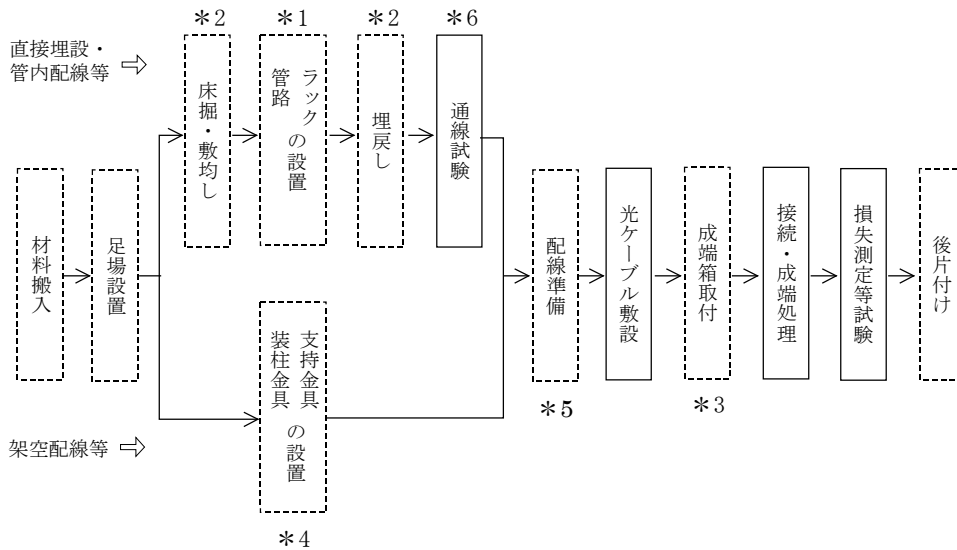 ＊2
＊1
＊2
＊6
直接埋設・
管内配線等
床掘・敷均し
ラック
管路
の設置
埋戻し
通線試験
材料搬入
足場設置
配線準備
光ケーブル敷設
成端箱取付
接続・成端処理
損失測定等試験
後片付け
＊5
＊3
架空配線等
支持金具
装柱金具
の設置
＊4